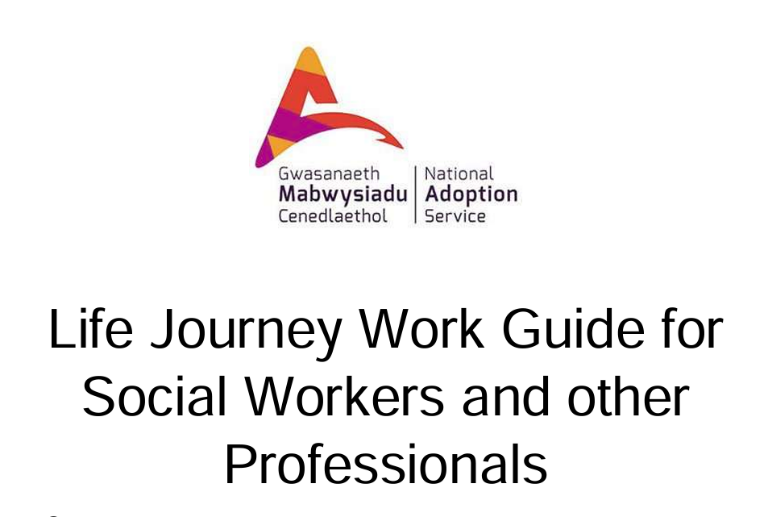 Gwasanaeth
Mabwysiadu
Cenedlaethol
National
Adoption
Service
Life Journey Work Guide for
Social Workers and other
Professionals